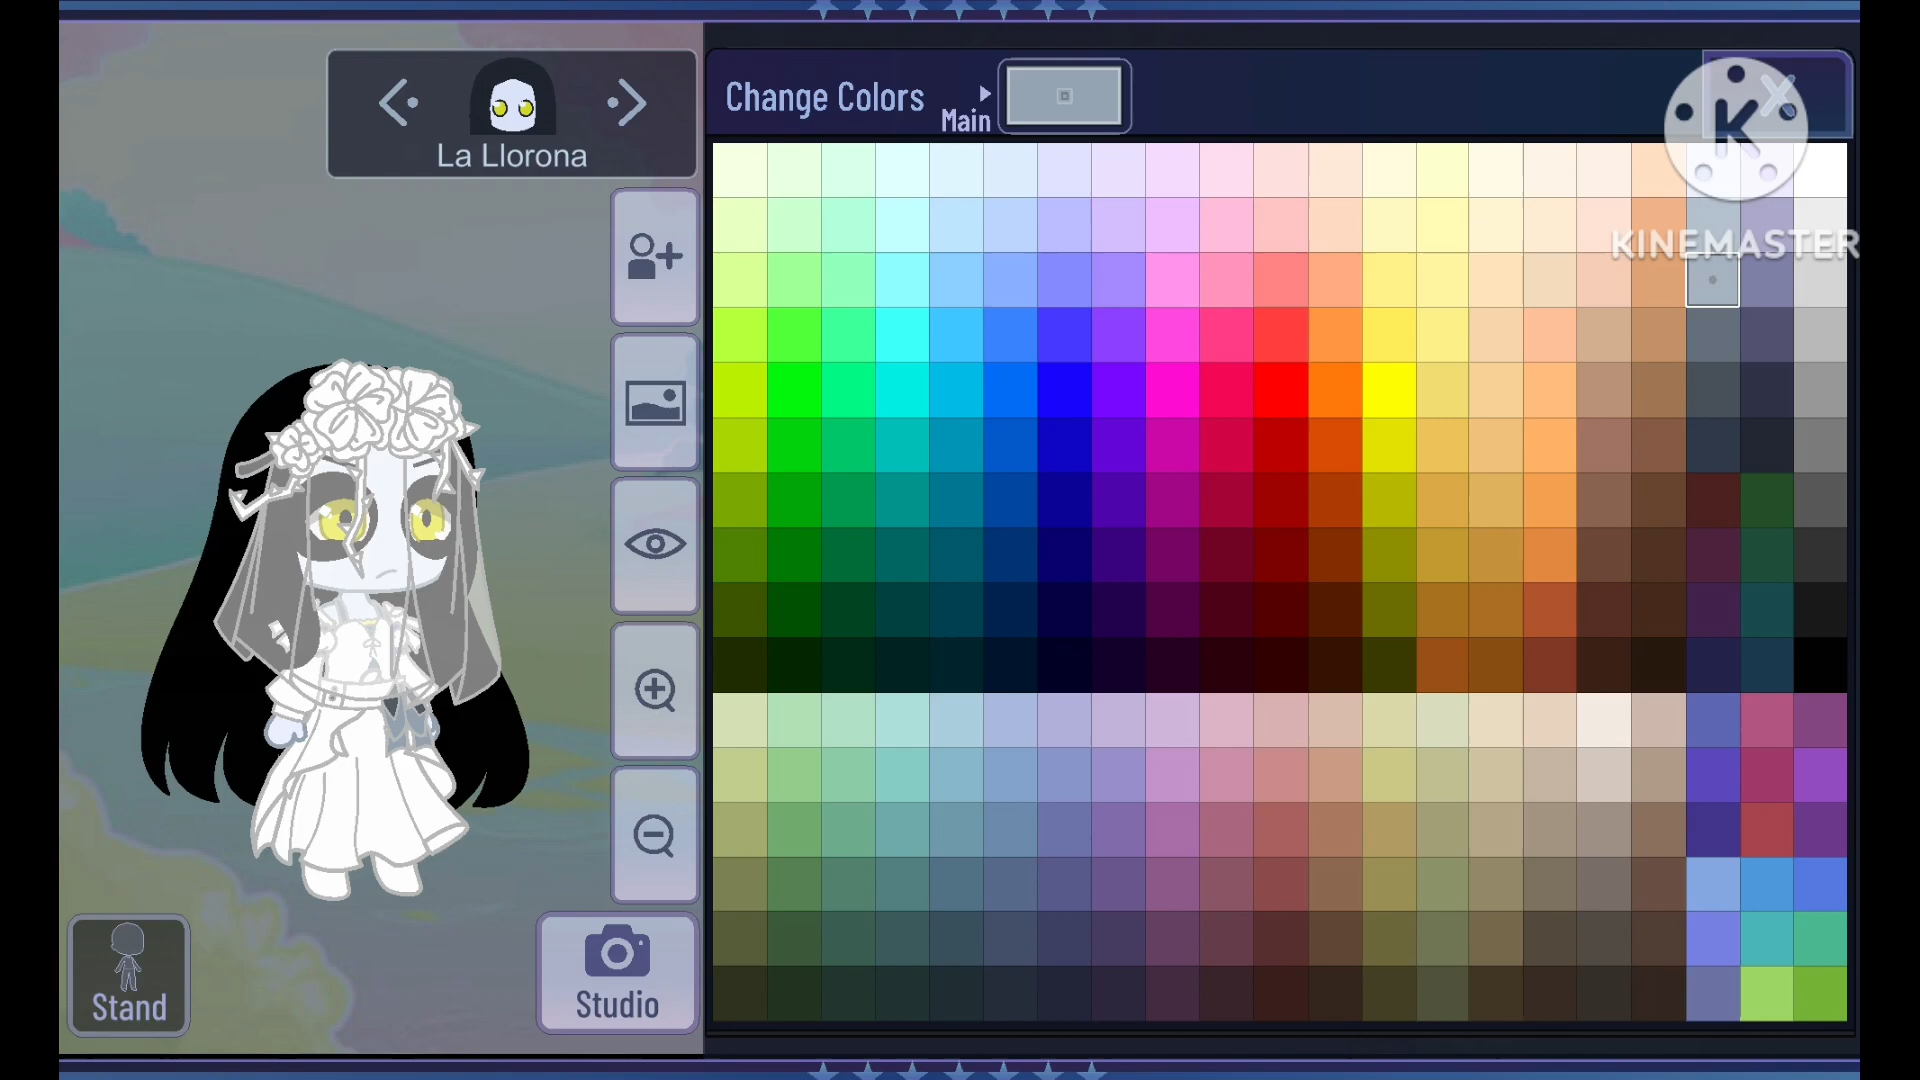 La Llorona
Change Colors
Main
K
KINEMASTER
Stand
Studio